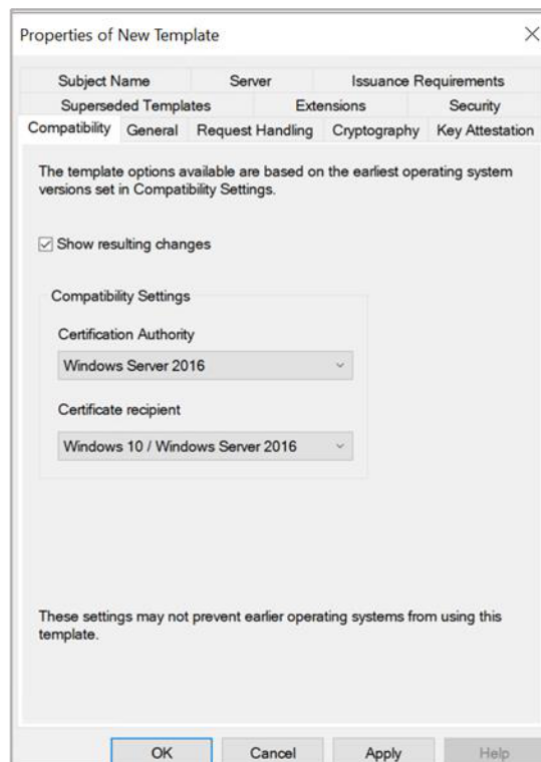 Properties of New Template
Subject Name Server Issuance Requirements
Superseded Templates Extensions Security
Compatibility General Request Handling Cryptography Key Attestation
The template options available are based on the earliest operating system
versions set in Compatibility Settings.
Show resulting changes
Compatibility Settings
Certification Authority
Windows Server 2016
Certificate recipient
Windows 10 / Windows Server 2016
These settings may not prevent earlier operating systems from using this
template.
OK Cancel Apply Help